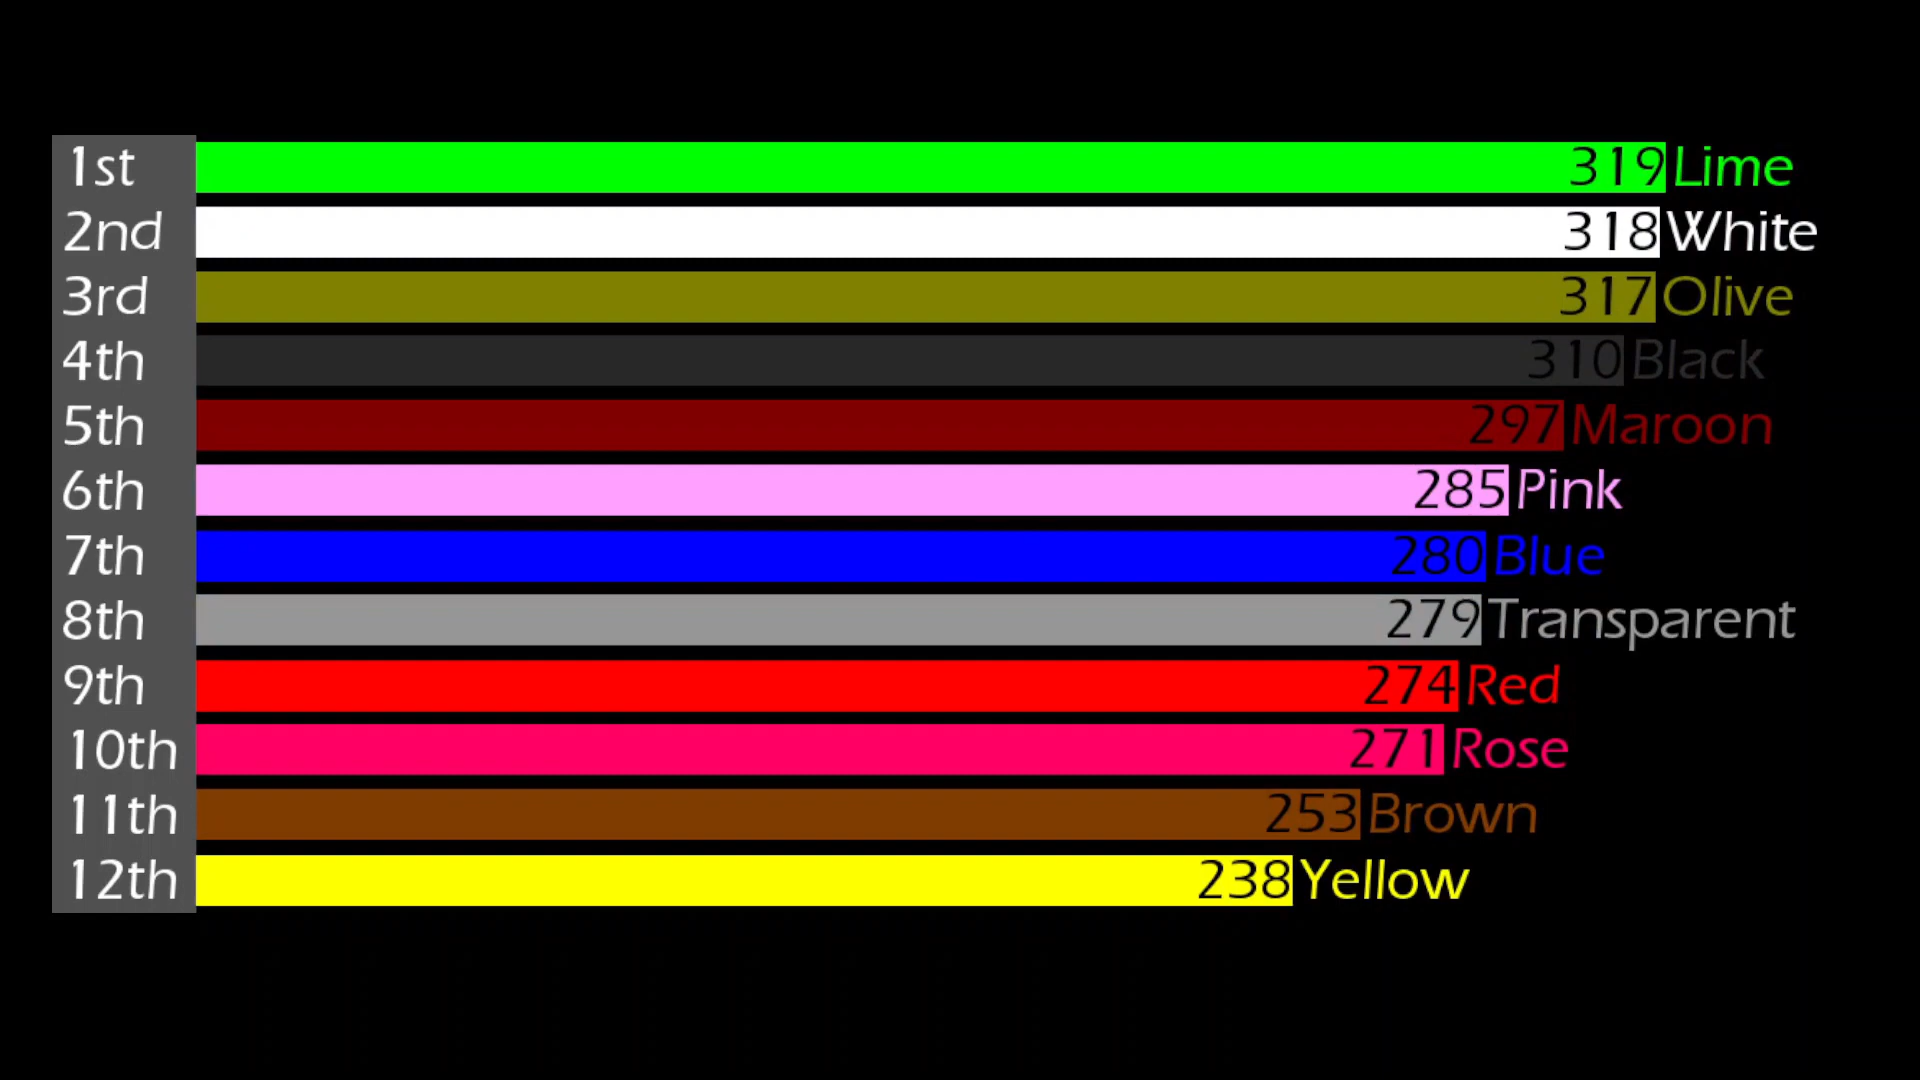 1st 319 Lime
2nd 318 White
3rd 317 Olive
4th 310 Black
5th 297 Maroon
6th 285 Pink
7th 280 Blue
8th 279 Transparent
9th 274 Red
10th 271 Rose
11th 253 Brown
12th 238 Yellow